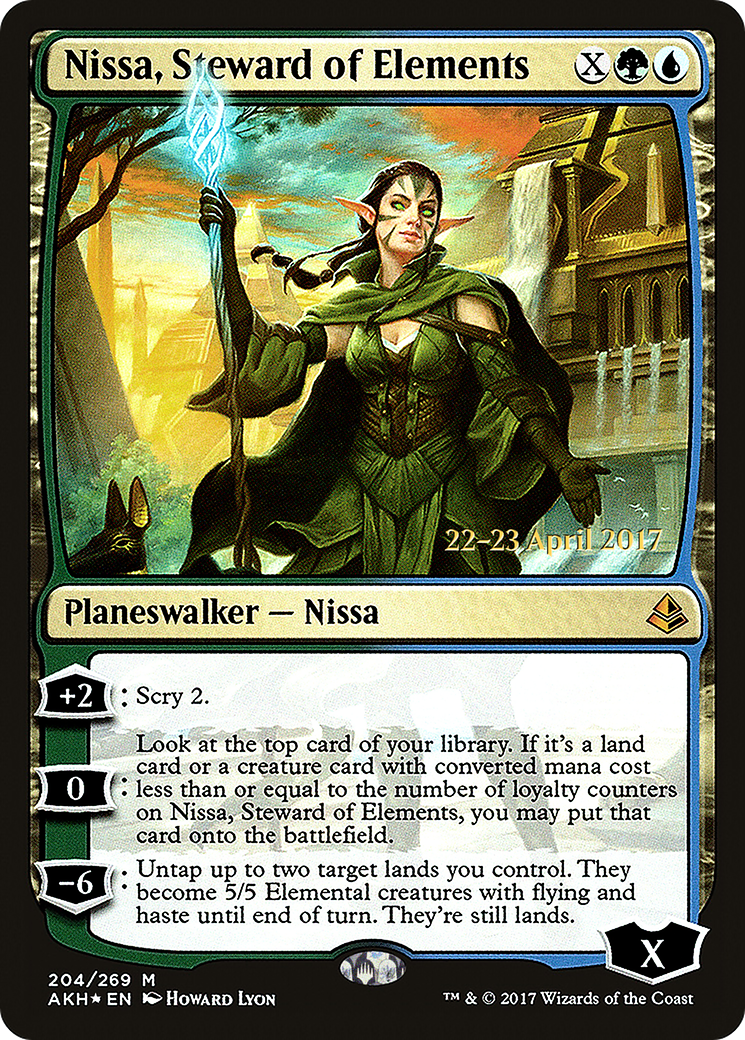 Nissa, Steward of Elements X
22–23 April 2017
Planeswalker — Nissa
+2 : Scry 2.
Look at the top card of your library. If it's a land
card or a creature card with converted mana cost
0 : less than or equal to the number of loyalty counters
on Nissa, Steward of Elements, you may put that
card onto the battlefield.
−6 : Untap up to two target lands you control. They
become 5/5 Elemental creatures with flying and
haste until end of turn. They're still lands.
X
204/269 M
AKH★EN Howard Lyon
™ & © 2017 Wizards of the Coast